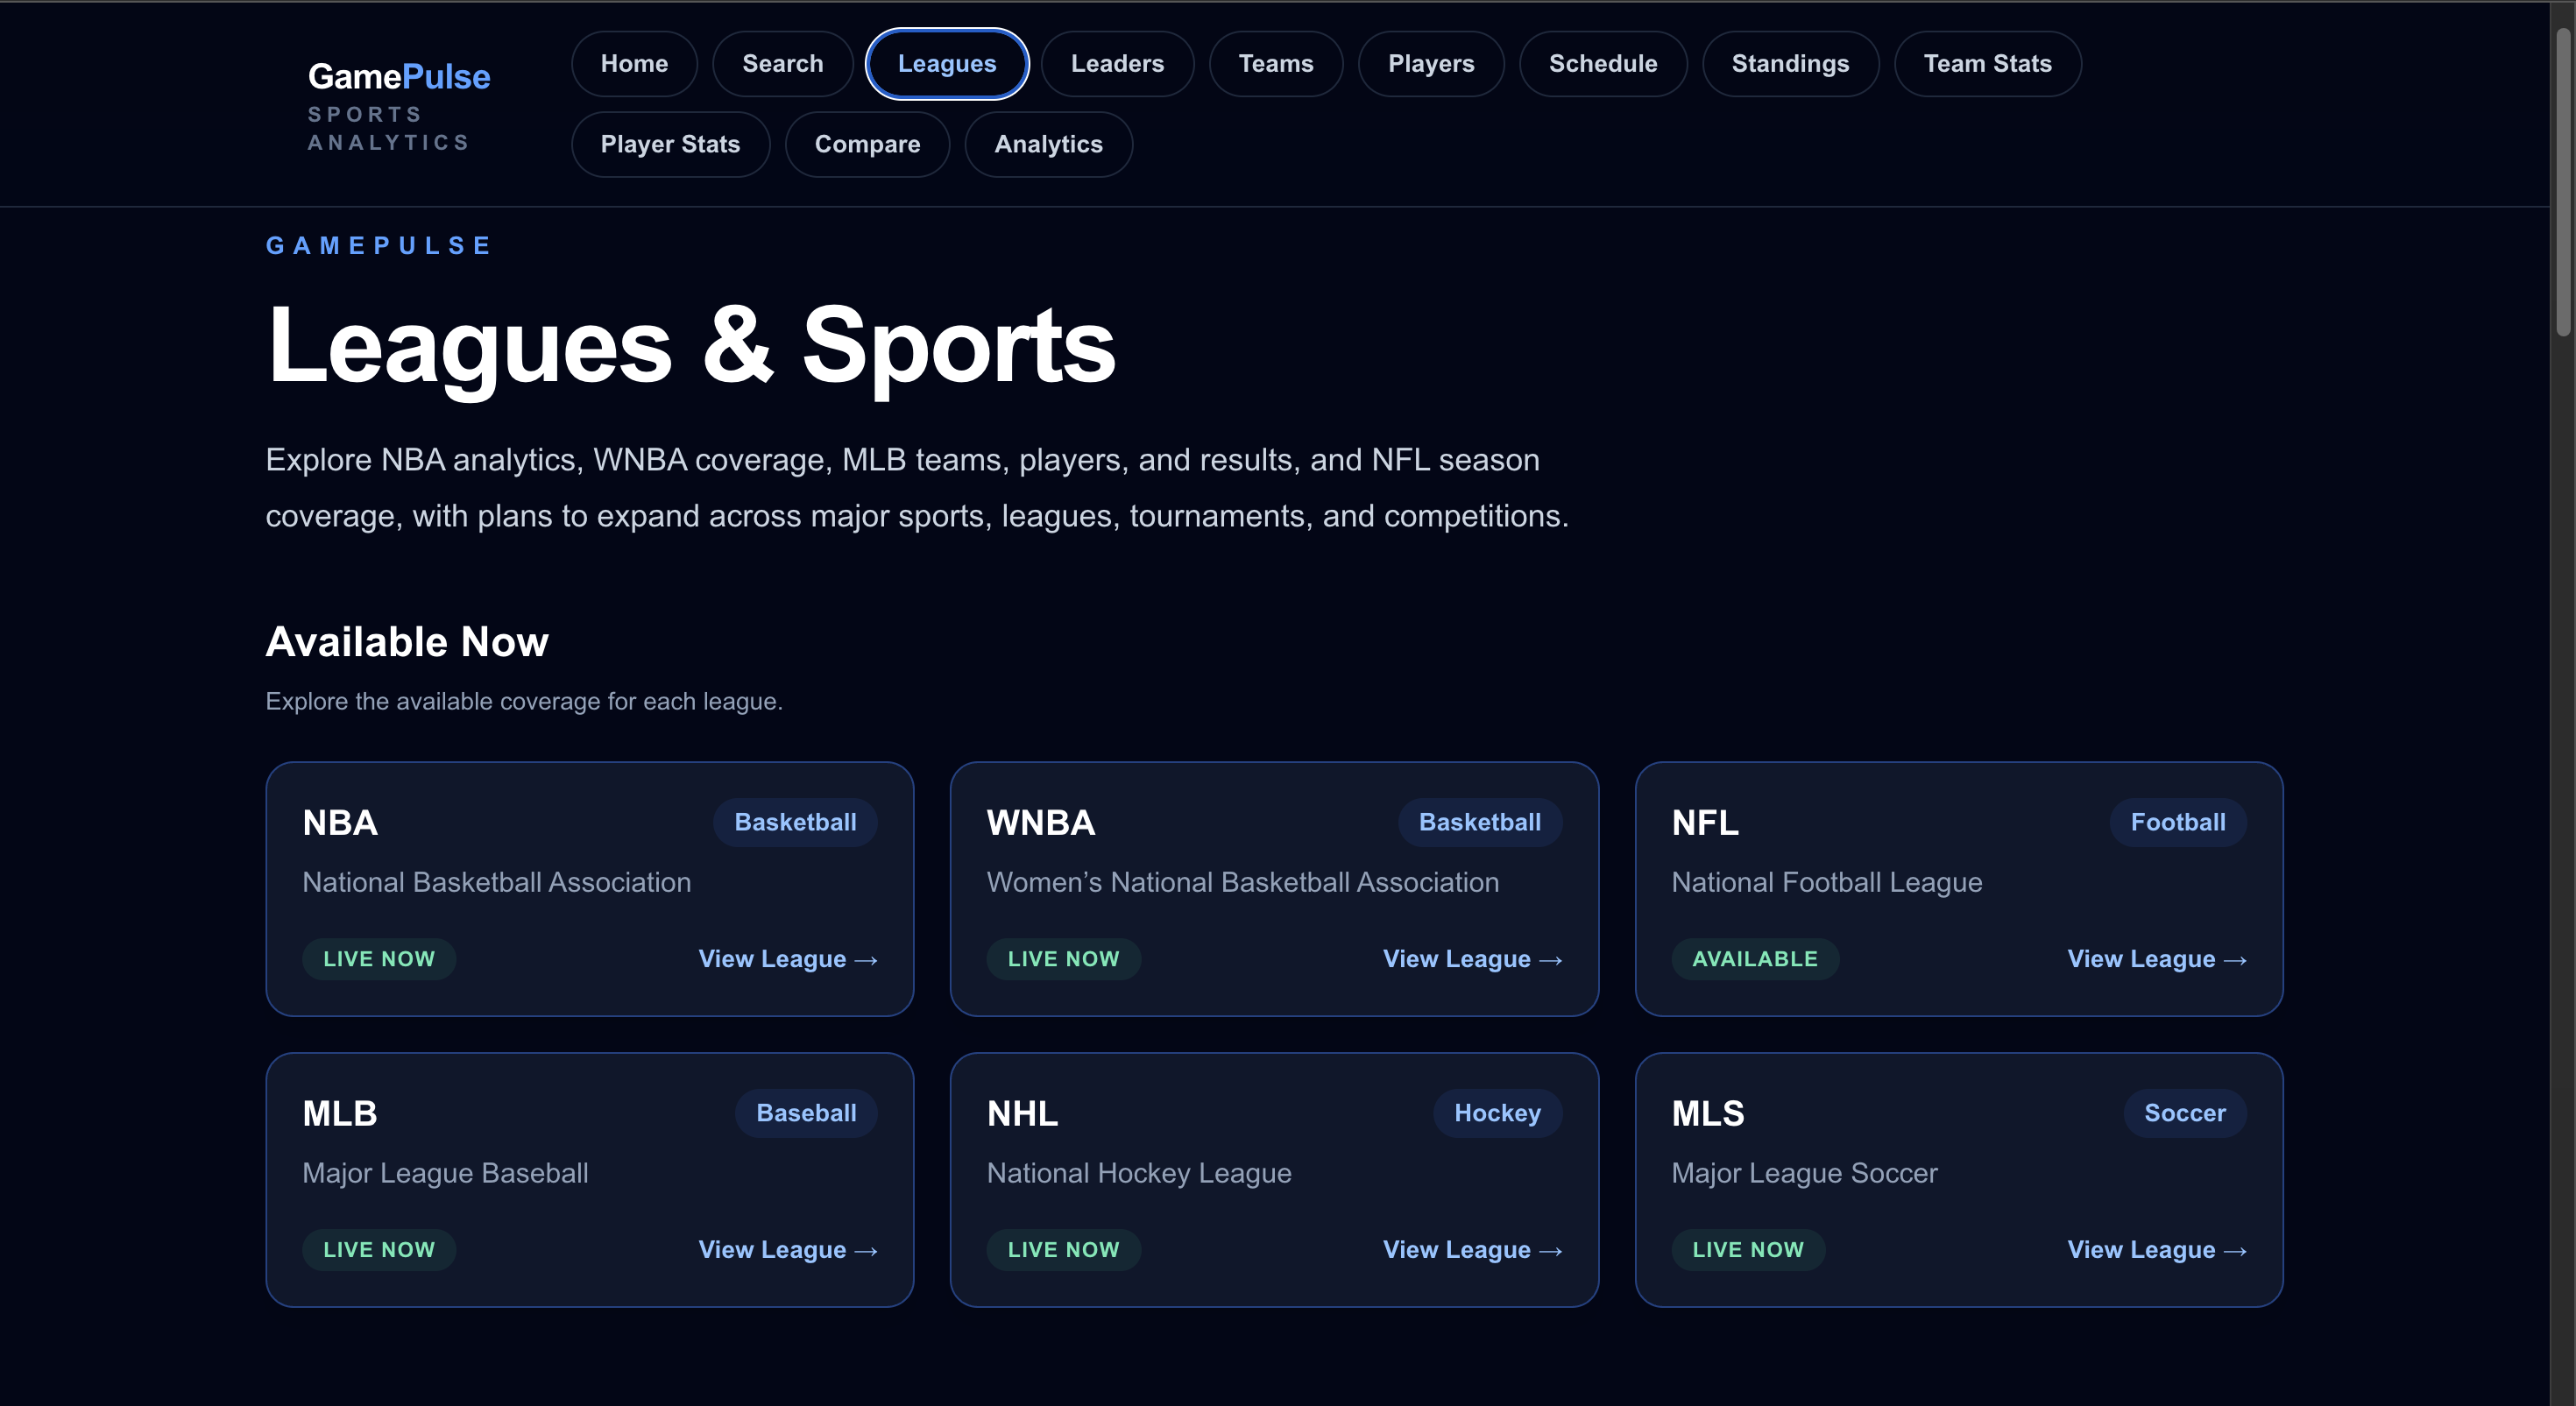 GamePulse
SPORTS
ANALYTICS
Home
Search
Leagues
Leaders
Teams
Players
Schedule
Standings
Team Stats
Player Stats
Compare
Analytics
GAMEPULSE
Leagues & Sports
Explore NBA analytics, WNBA coverage, MLB teams, players, and results, and NFL season
coverage, with plans to expand across major sports, leagues, tournaments, and competitions.
Available Now
Explore the available coverage for each league.
NBA
Basketball
National Basketball Association
LIVE NOW
View League →
WNBA
Basketball
Women’s National Basketball Association
LIVE NOW
View League →
NFL
Football
National Football League
AVAILABLE
View League →
MLB
Baseball
Major League Baseball
LIVE NOW
View League →
NHL
Hockey
National Hockey League
LIVE NOW
View League →
MLS
Soccer
Major League Soccer
LIVE NOW
View League →